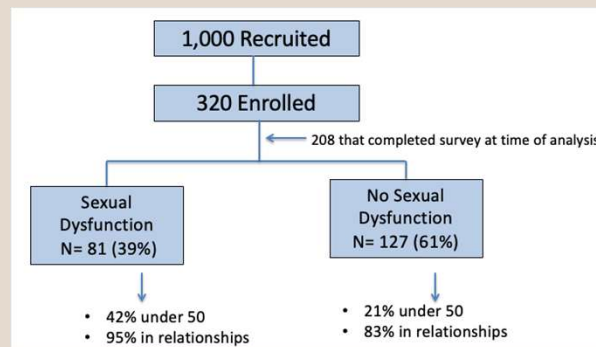 1,000 Recruited
320 Enrolled
208 that completed survey at time of analysis
Sexual
Dysfunction
N= 81 (39%)
No Sexual
Dysfunction
N= 127 (61%)
• 42% under 50
• 95% in relationships
• 21% under 50
• 83% in relationships